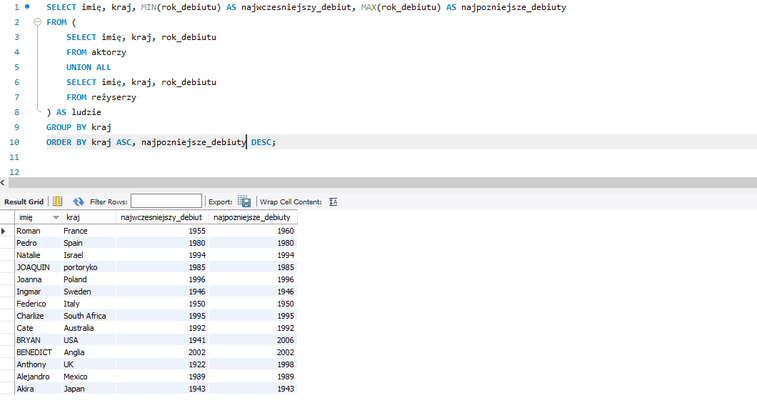 1 SELECT imię, kraj, MIN(rok_debiutu) AS najwczesniejszy_debiut, MAX(rok_debiutu) AS najpozniejsze_debiuty
2 FROM (
3 SELECT imię, kraj, rok_debiutu
4 FROM aktorzy
5 UNION ALL
6 SELECT imię, kraj, rok_debiutu
7 FROM reżyserzy
8 ) AS ludzie
9 GROUP BY kraj
10 ORDER BY kraj ASC, najpozniejsze_debiuty DESC;
11
12
Result Grid Filter Rows: Export: Wrap Cell Content: IA
imię kraj najwczesniejszy_debiut najpozniejsze_debiuty
Roman France 1955 1960
Pedro Spain 1980 1980
Natalie Israel 1994 1994
JOAQUIN portoryko 1985 1985
Joanna Poland 1996 1996
Ingmar Sweden 1946 1946
Federico Italy 1950 1950
Charlize South Africa 1995 1995
Cate Australia 1992 1992
BRYAN USA 1941 2006
BENEDICT Anglia 2002 2002
Anthony UK 1922 1998
Alejandro Mexico 1989 1989
Akira Japan 1943 1943